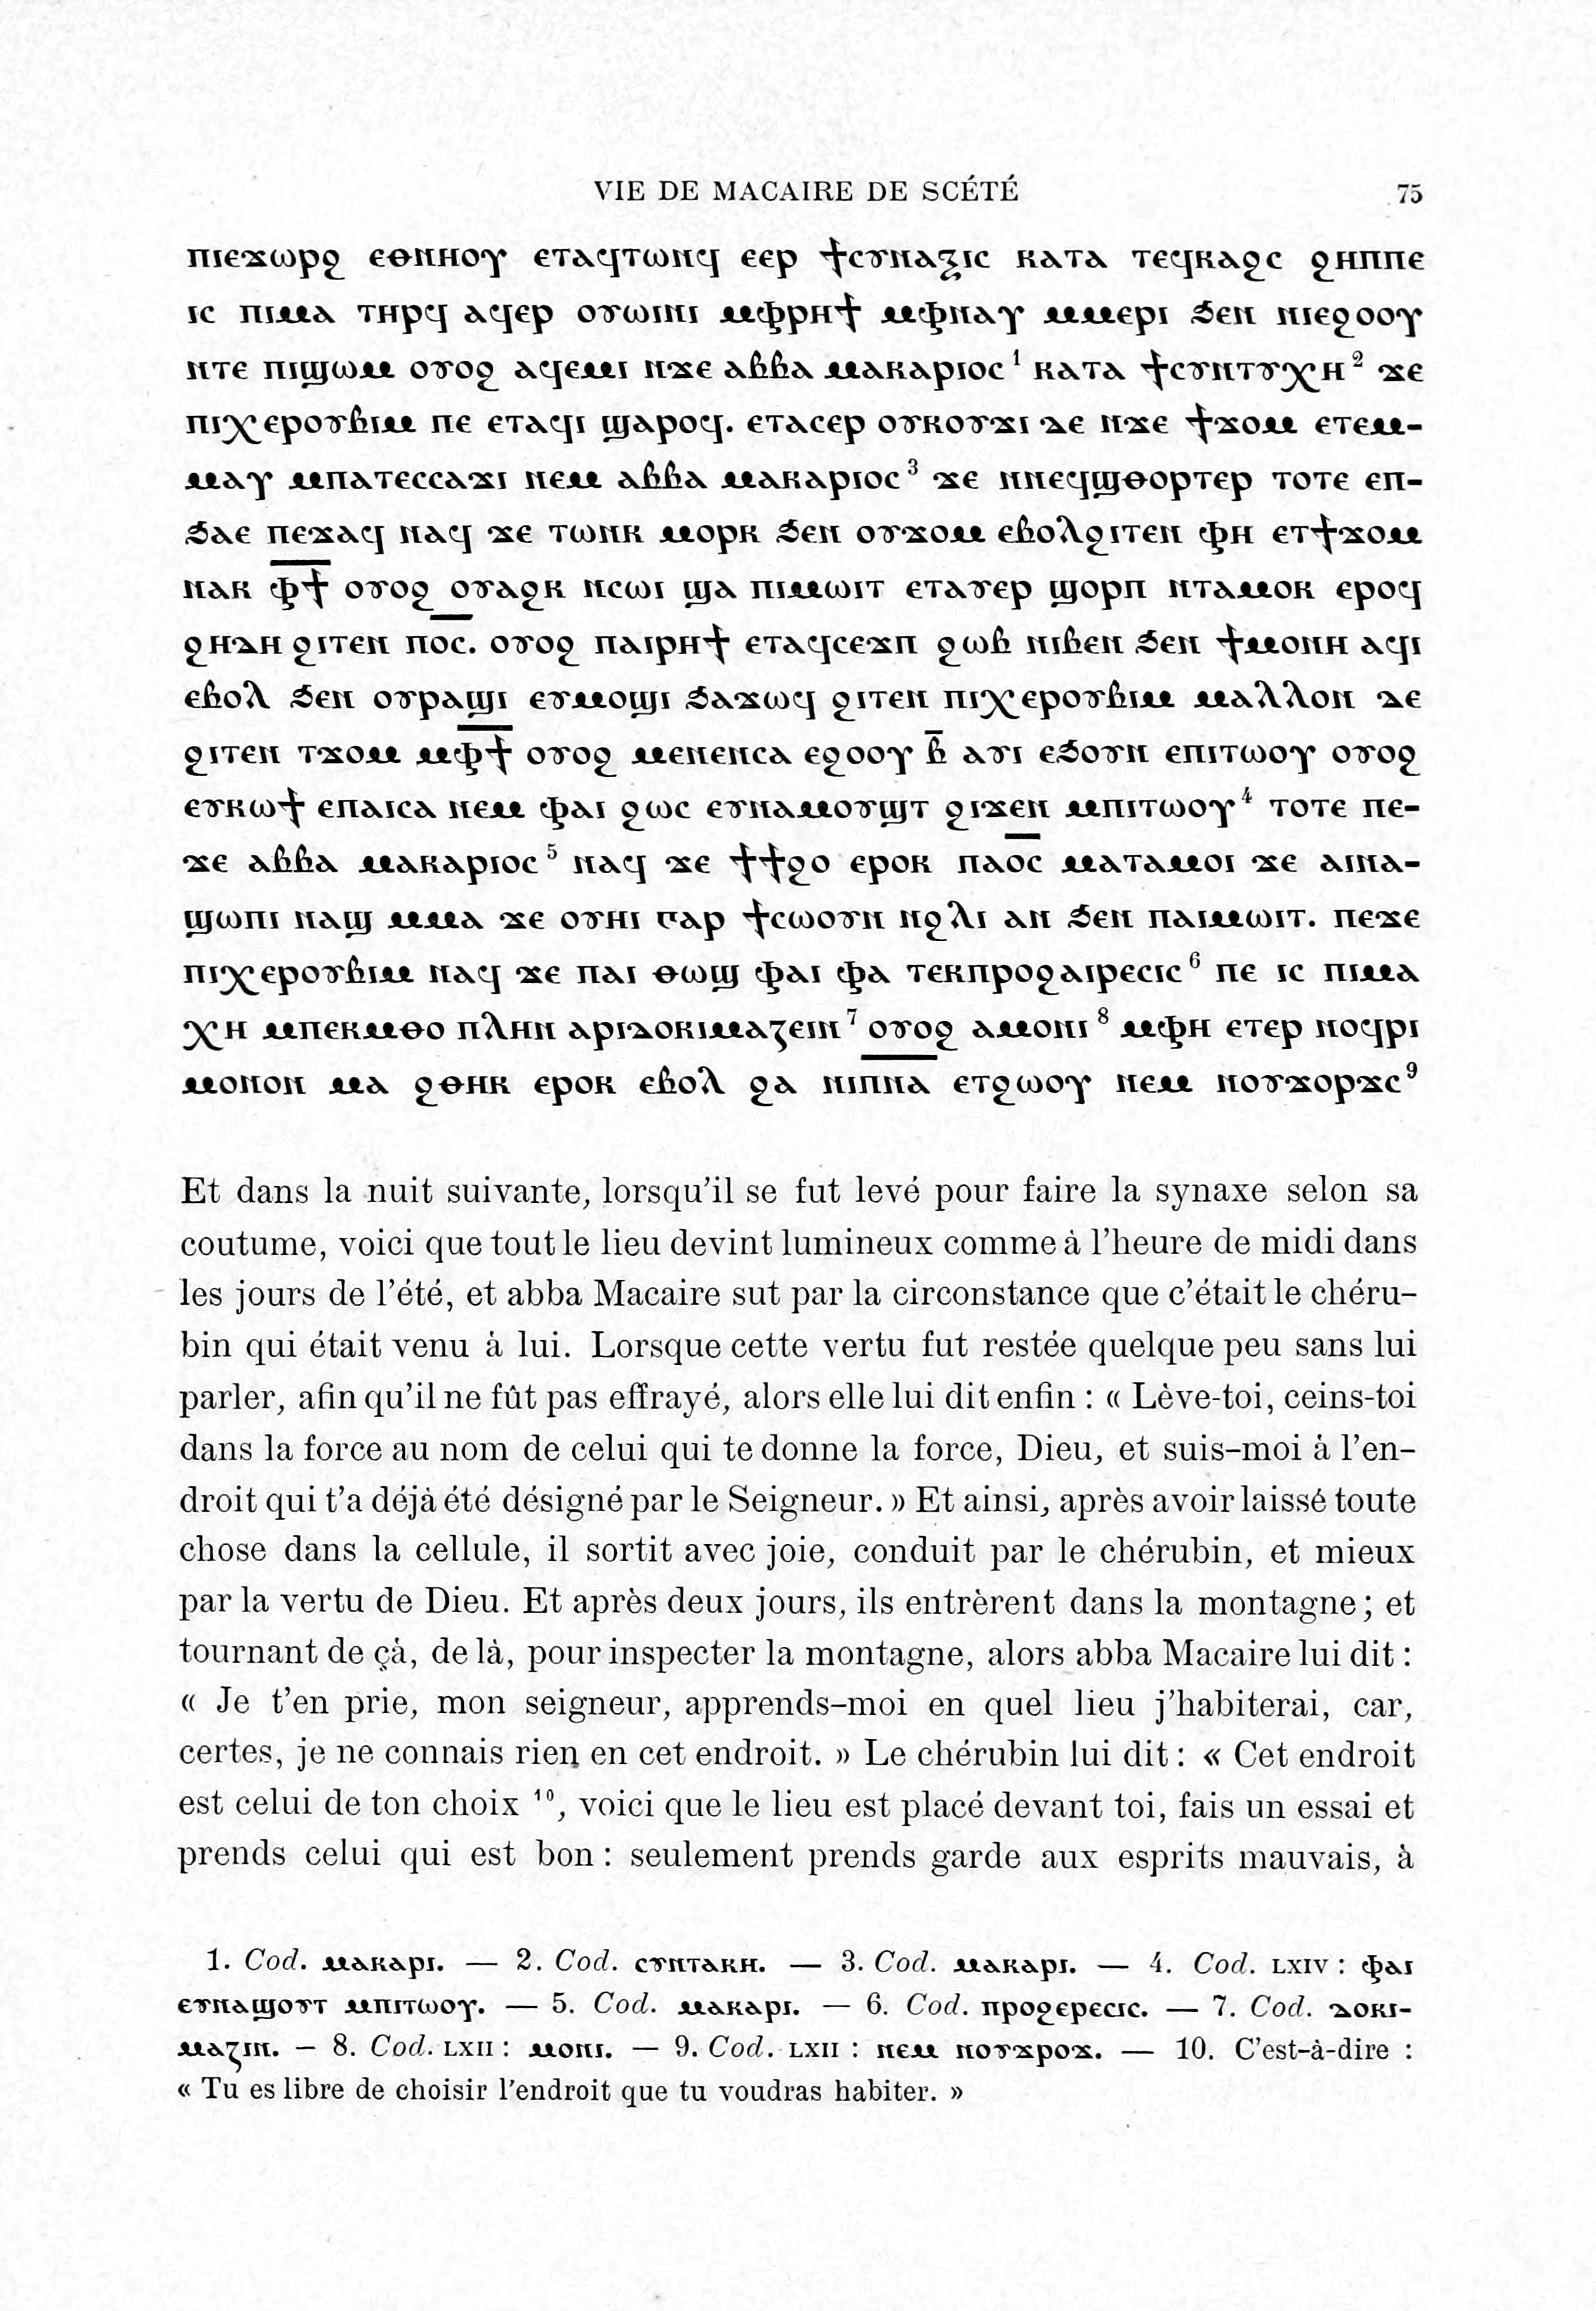 VIE DE MACAIRE DE SCÉTÉ 75
ⲡⲓⲉϫⲱⲣϩ ⲉⲑⲛⲏⲟⲩ ⲉⲧⲁϥⲧⲱⲛϥ ⲉⲉⲣ ϯⲥⲩⲛⲁⲝⲓⲥ ⲕⲁⲧⲁ ⲧⲉϥⲕⲁϩⲥ ϩⲏⲡⲡⲉ
ⲓⲥ ⲡⲓⲙⲁ ⲧⲏⲣϥ ⲁϥⲉⲣ ⲟⲩⲱⲓⲛⲓ ⲙⲫⲣⲏϯ ⲙⲫⲛⲁⲩ ⲙⲙⲉⲣⲓ ϧⲉⲛ ⲛⲓⲉϩⲟⲟⲩ
ⲛⲧⲉ ⲡⲓϣⲱⲙ ⲟⲩⲟϩ ⲁϥⲉⲙⲓ ⲛϫⲉ ⲁⲃⲃⲁ ⲙⲁⲕⲁⲣⲓⲟⲥ ¹ ⲕⲁⲧⲁ ϯⲥⲩⲛⲧⲩⲭⲏ ² ϫⲉ
ⲡⲓⲭⲉⲣⲟⲩⲃⲓⲙ ⲡⲉ ⲉⲧⲁϥⲓ ϣⲁⲣⲟϥ. ⲉⲧⲁⲥⲉⲣ ⲟⲩⲕⲟⲩϫⲓ ⲇⲉ ⲛϫⲉ ϯϫⲟⲙ ⲉⲧⲉⲙ-
ⲙⲁⲩ ⲙⲡⲁⲧⲉⲥⲥⲁϫⲓ ⲛⲉⲙ ⲁⲃⲃⲁ ⲙⲁⲕⲁⲣⲓⲟⲥ ³ ϫⲉ ⲛⲛⲉϥϣⲑⲟⲣⲧⲉⲣ ⲧⲟⲧⲉ ⲉⲡ-
ϧⲁⲉ ⲡⲉϫⲁϥ ⲛⲁϥ ϫⲉ ⲧⲱⲛⲕ ⲙⲟⲣⲕ ϧⲉⲛ ⲟⲩϫⲟⲙ ⲉⲃⲟⲗϩⲓⲧⲉⲛ ⲫⲏ ⲉⲧϯϫⲟⲙ
ⲛⲁⲕ ⲫ̅ϯ̅ ⲟⲩⲟϩ ⲟⲩⲁϩⲕ ⲛⲥⲱⲓ ϣⲁ ⲡⲓⲙⲱⲓⲧ ⲉⲧⲁⲩⲉⲣ ϣⲟⲣⲡ ⲛⲧⲁⲙⲟⲕ ⲉⲣⲟϥ
ϩⲏⲇⲏ ϩⲓⲧⲉⲛ ⲡⲟ̅ⲥ̅. ⲟⲩⲟϩ ⲡⲁⲓⲣⲏϯ ⲉⲧⲁϥⲥⲉϫⲡ ϩⲱⲃ ⲛⲓⲃⲉⲛ ϧⲉⲛ ϯⲙⲟⲛⲏ ⲁϥⲓ
ⲉⲃⲟⲗ ϧⲉⲛ ⲟⲩⲣⲁϣⲓ ⲉⲩⲙⲟϣⲓ ϧⲁϫⲱϥ ϩⲓⲧⲉⲛ ⲡⲓⲭⲉⲣⲟⲩⲃⲓⲙ ⲙⲁⲗⲗⲟⲛ ⲇⲉ
ϩⲓⲧⲉⲛ ⲧϫⲟⲙ ⲙⲫ̅ϯ̅ ⲟⲩⲟϩ ⲙⲉⲛⲉⲛⲥⲁ ⲉϩⲟⲟⲩ ⲃ̅ ⲁⲩⲓ ⲉϧⲟⲩⲛ ⲉⲡⲓⲧⲱⲟⲩ ⲟⲩⲟϩ
ⲉⲩⲕⲱϯ ⲉⲡⲁⲓⲥⲁ ⲛⲉⲙ ⲫⲁⲓ ϩⲱⲥ ⲉⲩⲛⲁⲙⲟⲩϣⲧ ϩⲓϫⲉⲛ ⲙⲡⲓⲧⲱⲟⲩ ⁴ ⲧⲟⲧⲉ ⲡⲉ-
ϫⲉ ⲁⲃⲃⲁ ⲙⲁⲕⲁⲣⲓⲟⲥ ⁵ ⲛⲁϥ ϫⲉ ϯϯϩⲟ ⲉⲣⲟⲕ ⲡⲁⲟ̅ⲥ̅ ⲙⲁⲧⲁⲙⲟⲓ ϫⲉ ⲁⲓⲛⲁ-
ϣⲱⲡⲓ ⲛⲁϣ ⲙⲙⲁ ϫⲉ ⲟⲩⲏⲓ ⲅⲁⲣ ϯⲥⲱⲟⲩⲛ ⲛϩⲗⲓ ⲁⲛ ϧⲉⲛ ⲡⲁⲓⲙⲱⲓⲧ. ⲡⲉϫⲉ
ⲡⲓⲭⲉⲣⲟⲩⲃⲓⲙ ⲛⲁϥ ϫⲉ ⲡⲁⲓ ⲑⲱϣ ⲫⲁⲓ ⲫⲁ ⲧⲉⲕⲡⲣⲟϩⲁⲓⲣⲉⲥⲓⲥ ⁶ ⲡⲉ ⲓⲥ ⲡⲓⲙⲁ
ⲭⲏ ⲙⲡⲉⲕⲙⲑⲟ ⲡⲗⲏⲛ ⲁⲣⲓⲇⲟⲕⲓⲙⲁⲍⲉⲓⲛ ⁷ ⲟⲩⲟϩ ⲁⲙⲟⲛⲓ ⁸ ⲙⲫⲏ ⲉⲧⲉⲣ ⲛⲟϥⲣⲓ
ⲙⲟⲛⲟⲛ ⲙⲁ ϩⲑⲏⲕ ⲉⲣⲟⲕ ⲉⲃⲟⲗ ϩⲁ ⲛⲓⲡ̅ⲛ̅ⲁ̅ ⲉⲧϩⲱⲟⲩ ⲛⲉⲙ ⲛⲟⲩϫⲟⲣϫⲥ ⁹
Et dans la nuit suivante, lorsqu'il se fut levé pour faire la synaxe selon sa
coutume, voici que tout le lieu devint lumineux comme à l'heure de midi dans
les jours de l'été, et abba Macaire sut par la circonstance que c'était le chéru-
bin qui était venu à lui. Lorsque cette vertu fut restée quelque peu sans lui
parler, afin qu'il ne fût pas effrayé, alors elle lui dit enfin : « Lève-toi, ceins-toi
dans la force au nom de celui qui te donne la force, Dieu, et suis-moi à l'en-
droit qui t'a déjà été désigné par le Seigneur. » Et ainsi, après avoir laissé toute
chose dans la cellule, il sortit avec joie, conduit par le chérubin, et mieux
par la vertu de Dieu. Et après deux jours, ils entrèrent dans la montagne ; et
tournant de çà, de là, pour inspecter la montagne, alors abba Macaire lui dit :
« Je t'en prie, mon seigneur, apprends-moi en quel lieu j'habiterai, car,
certes, je ne connais rien en cet endroit. » Le chérubin lui dit : « Cet endroit
est celui de ton choix ¹⁰, voici que le lieu est placé devant toi, fais un essai et
prends celui qui est bon : seulement prends garde aux esprits mauvais, à
1. Cod. ⲙⲁⲕⲁⲣⲓ. — 2. Cod. ⲥⲩⲛⲧⲁⲕⲏ. — 3. Cod. ⲙⲁⲕⲁⲣⲓ. — 4. Cod. LXIV : ⲫⲁⲓ
ⲉⲩⲛⲁϣⲟⲩⲧ ⲙⲡⲓⲧⲱⲟⲩ. — 5. Cod. ⲙⲁⲕⲁⲣⲓ. — 6. Cod. ⲡⲣⲟϩⲉⲣⲉⲥⲓⲥ. — 7. Cod. ⲇⲟⲕⲓ-
ⲙⲁⲍⲓⲛ. — 8. Cod. LXII : ⲙⲟⲛⲓ. — 9. Cod. LXII : ⲛⲉⲙ ⲛⲟⲩϫⲣⲟϫ. — 10. C'est-à-dire :
« Tu es libre de choisir l'endroit que tu voudras habiter. »